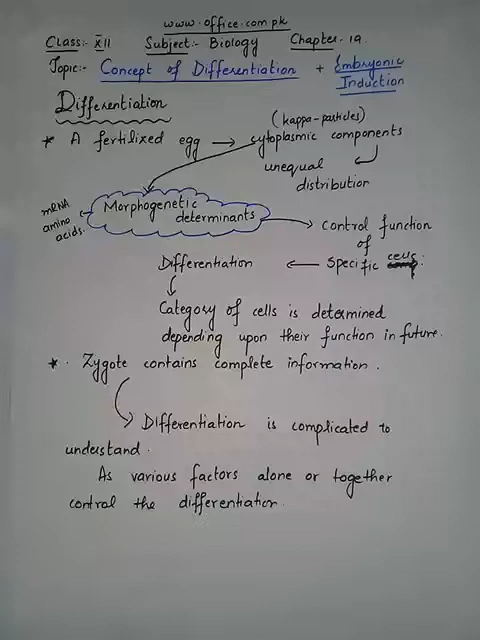 www.office.com.pk
Class:- XII Subject:- Biology Chapter- 19
Topic:- Concept of Differentiation + Embryonic Induction
Differentiation
(kappa-particles)
* A fertilized egg → cytoplasmic components
unequal
distribution
mRNA
amino
acids.
Morphogenetic
determinants
Control function
of
Differentiation ← Specific cells:
Category of cells is determined
depending upon their function in future.
* Zygote contains complete information.
Differentiation is complicated to
understand.
As various factors alone or together
control the differentiation.